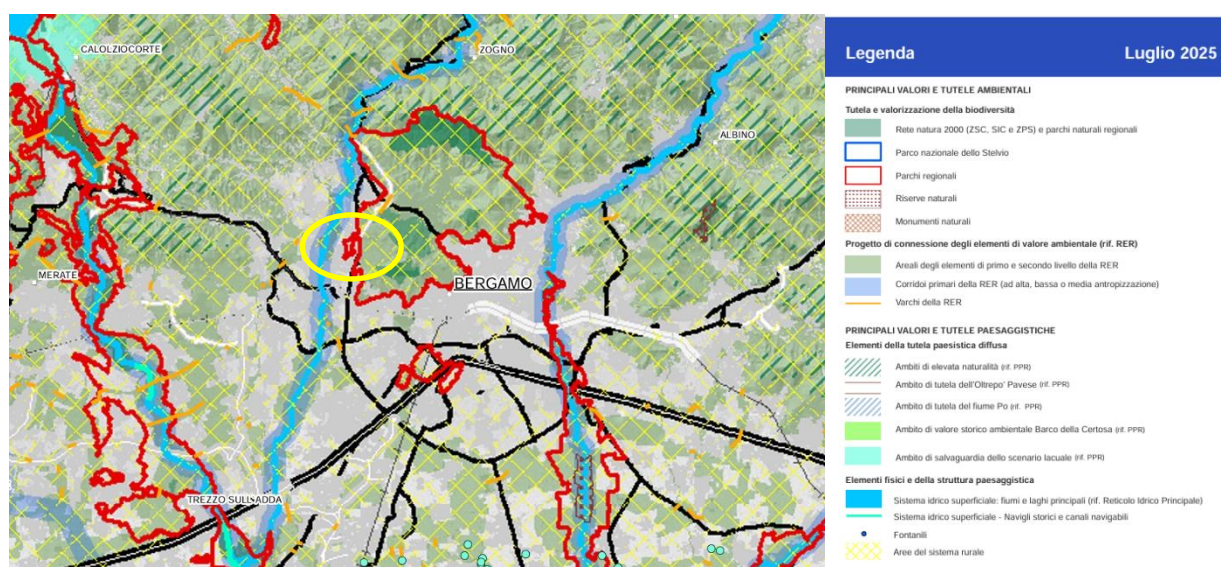 CALOLZIOCORTE
ZOGNO
ALBINO
MERATE
BERGAMO
TREZZO SULL'ADDA
Legenda Luglio 2025
PRINCIPALI VALORI E TUTELE AMBIENTALI
Tutela e valorizzazione della biodiversità
Rete natura 2000 (ZSC, SIC e ZPS) e parchi naturali regionali
Parco nazionale dello Stelvio
Parchi regionali
Riserve naturali
Monumenti naturali
Progetto di connessione degli elementi di valore ambientale (rif. RER)
Areali degli elementi di primo e secondo livello della RER
Corridoi primari della RER (ad alta, bassa o media antropizzazione)
Varchi della RER
PRINCIPALI VALORI E TUTELE PAESAGGISTICHE
Elementi della tutela paesistica diffusa
Ambiti di elevata naturalità (rif. PPR)
Ambito di tutela dell'Oltrepo' Pavese (rif. PPR)
Ambito di tutela del fiume Po (rif. PPR)
Ambito di valore storico ambientale Barco della Certosa (rif. PPR)
Ambito di salvaguardia dello scenario lacuale (rif. PPR)
Elementi fisici e della struttura paesaggistica
Sistema idrico superficiale: fiumi e laghi principali (rif. Reticolo Idrico Principale)
Sistema idrico superficiale - Navigli storici e canali navigabili
Fontanili
Aree del sistema rurale